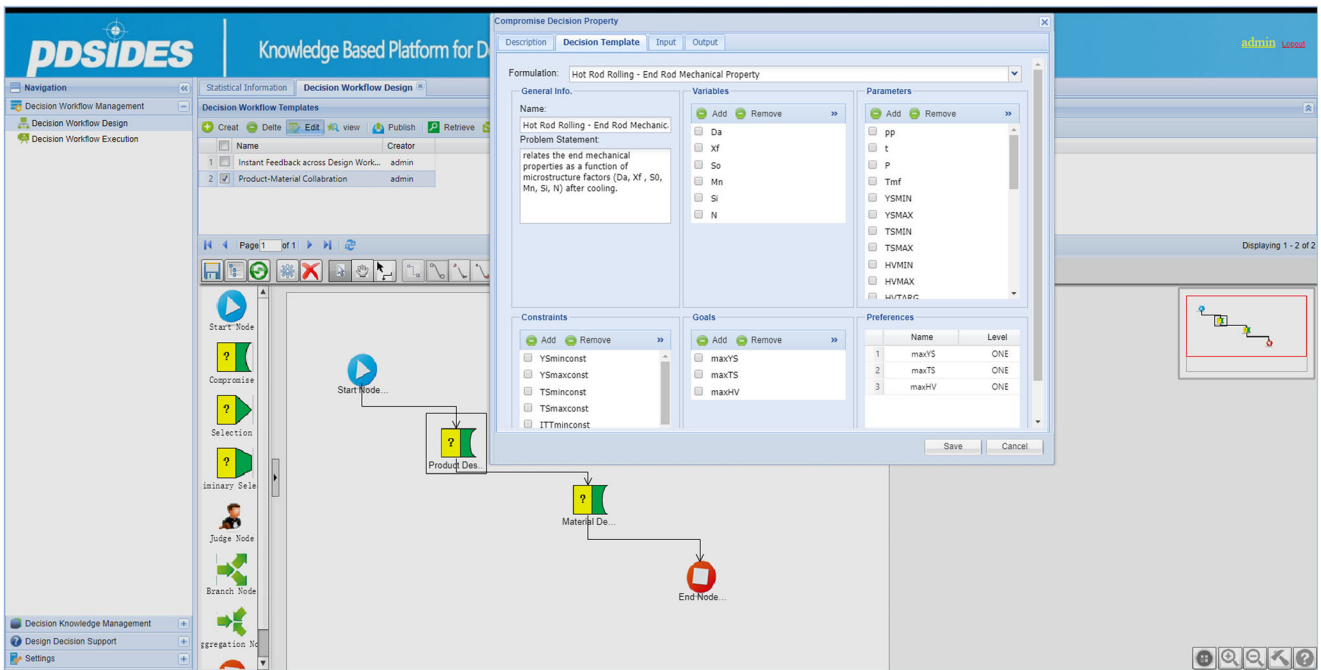 PDSIDES
Knowledge Based Platform for D
admin Logout
Compromise Decision Property
Description Decision Template Input Output
Formulation: Hot Rod Rolling - End Rod Mechanical Property
General Info.
Name:
Hot Rod Rolling - End Rod Mechanic.
Problem Statement:
relates the end mechanical
properties as a function of
microstructure factors (Da, Xf , S0,
Mn, Si, N) after cooling.
Variables
Add Remove »
Da
Xf
So
Mn
Si
N
Parameters
Add Remove »
pp
t
P
Tmf
YSMIN
YSMAX
TSMIN
TSMAX
HVMIN
HVMAX
HVTARG
Constraints
Add Remove »
YSminconst
YSmaxconst
TSminconst
TSmaxconst
ITTminconst
Goals
Add Remove »
maxYS
maxTS
maxHV
Preferences
Name Level
1 maxYS ONE
2 maxTS ONE
3 maxHV ONE
Save Cancel
Navigation
Decision Workflow Management
Decision Workflow Design
Decision Workflow Execution
Decision Knowledge Management
Design Decision Support
Settings
Statistical Information Decision Workflow Design
Decision Workflow Templates
Creat Delte Edit view Publish Retrieve
Name Creator
1 Instant Feedback across Design Work... admin
2 Product-Material Collabration admin
Page 1 of 1
Displaying 1 - 2 of 2
Start Node
Compromise
Selection
iminary Sele
Judge Node
Branch Node
ggregation No
Start Node...
Product Des...
Material De...
End Node...